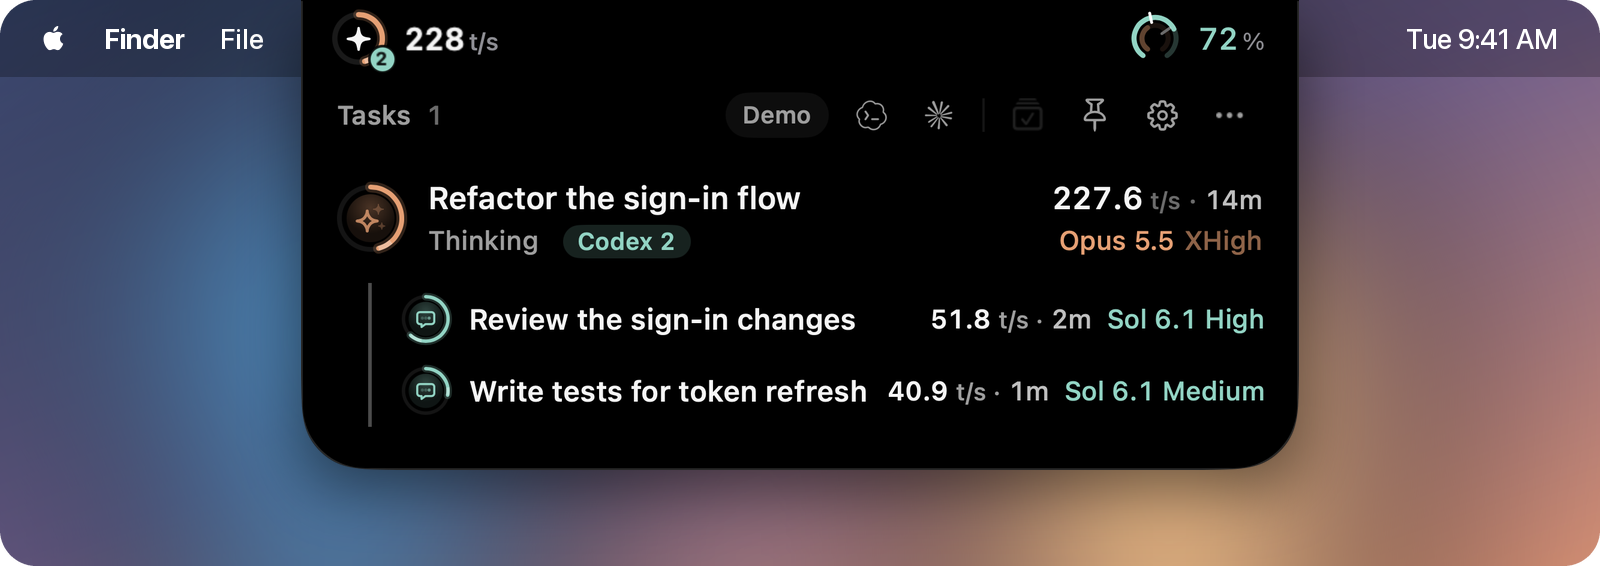 Finder File
228 t/s
2
72 %
Tue 9:41 AM
Tasks 1
Demo
Refactor the sign-in flow
227.6 t/s · 14m
Thinking
Codex 2
Opus 5.5 XHigh
Review the sign-in changes
51.8 t/s · 2m Sol 6.1 High
Write tests for token refresh
40.9 t/s · 1m Sol 6.1 Medium